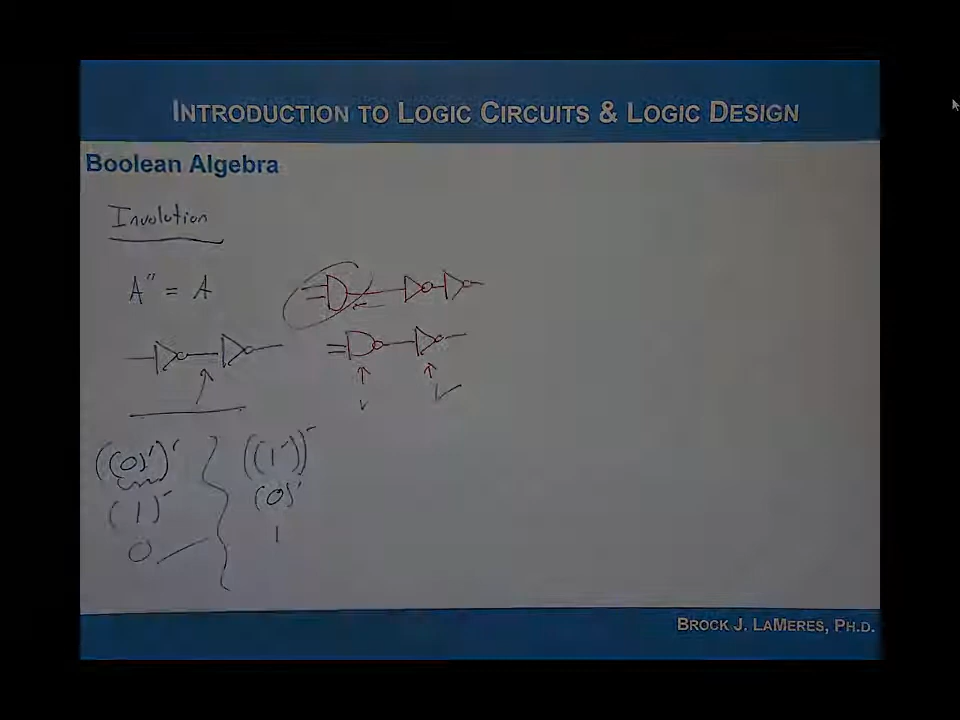 INTRODUCTION TO LOGIC CIRCUITS & LOGIC DESIGN
Boolean Algebra
Involution
A'' = A
((0)')'
(1)'
0
((1'))'
(0)'
1
BROCK J. LAMERES, PH.D.